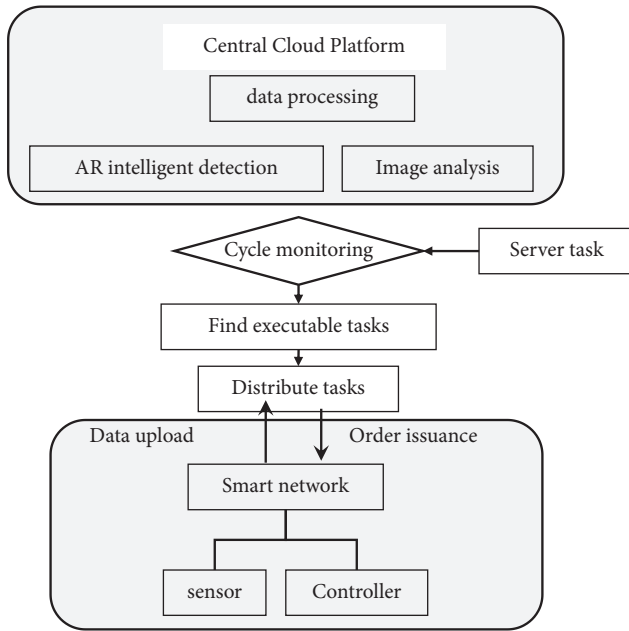 Central Cloud Platform
data processing
AR intelligent detection
Image analysis
Cycle monitoring
Server task
Find executable tasks
Distribute tasks
Data upload
Order issuance
Smart network
sensor
Controller